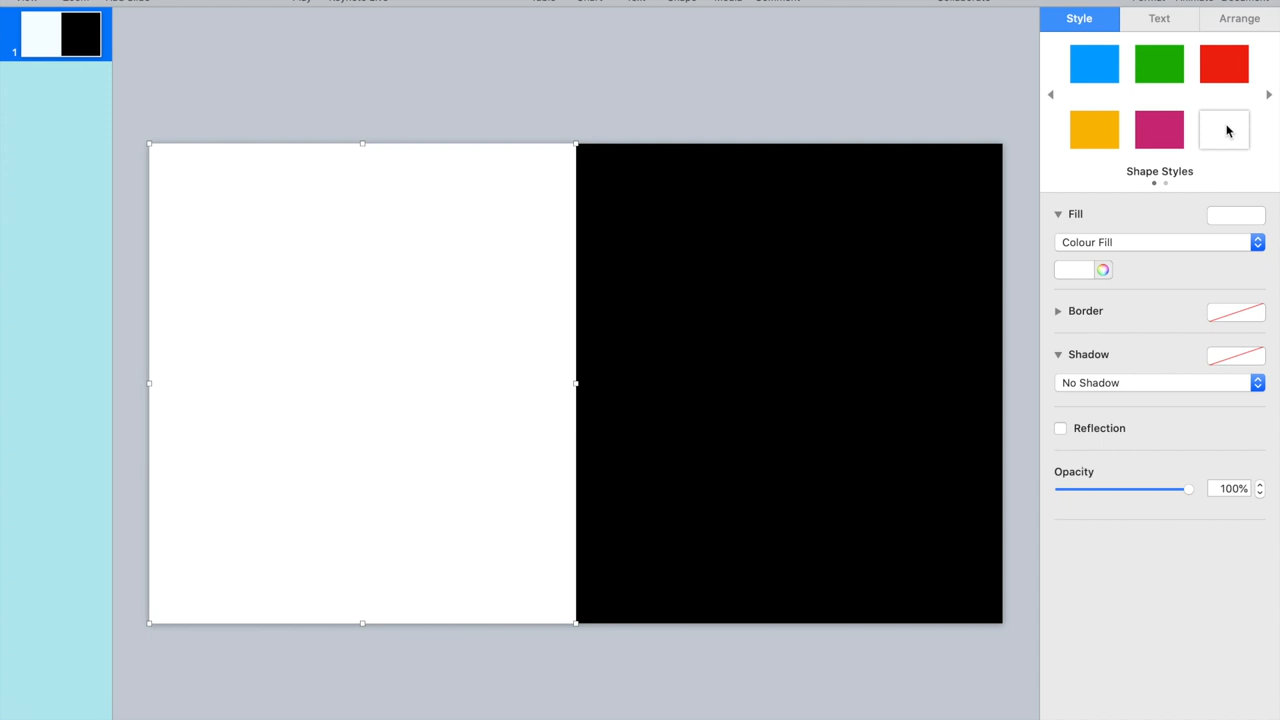 Style Text Arrange
1
Shape Styles
Fill
Colour Fill
Border
Shadow
No Shadow
Reflection
Opacity
100%